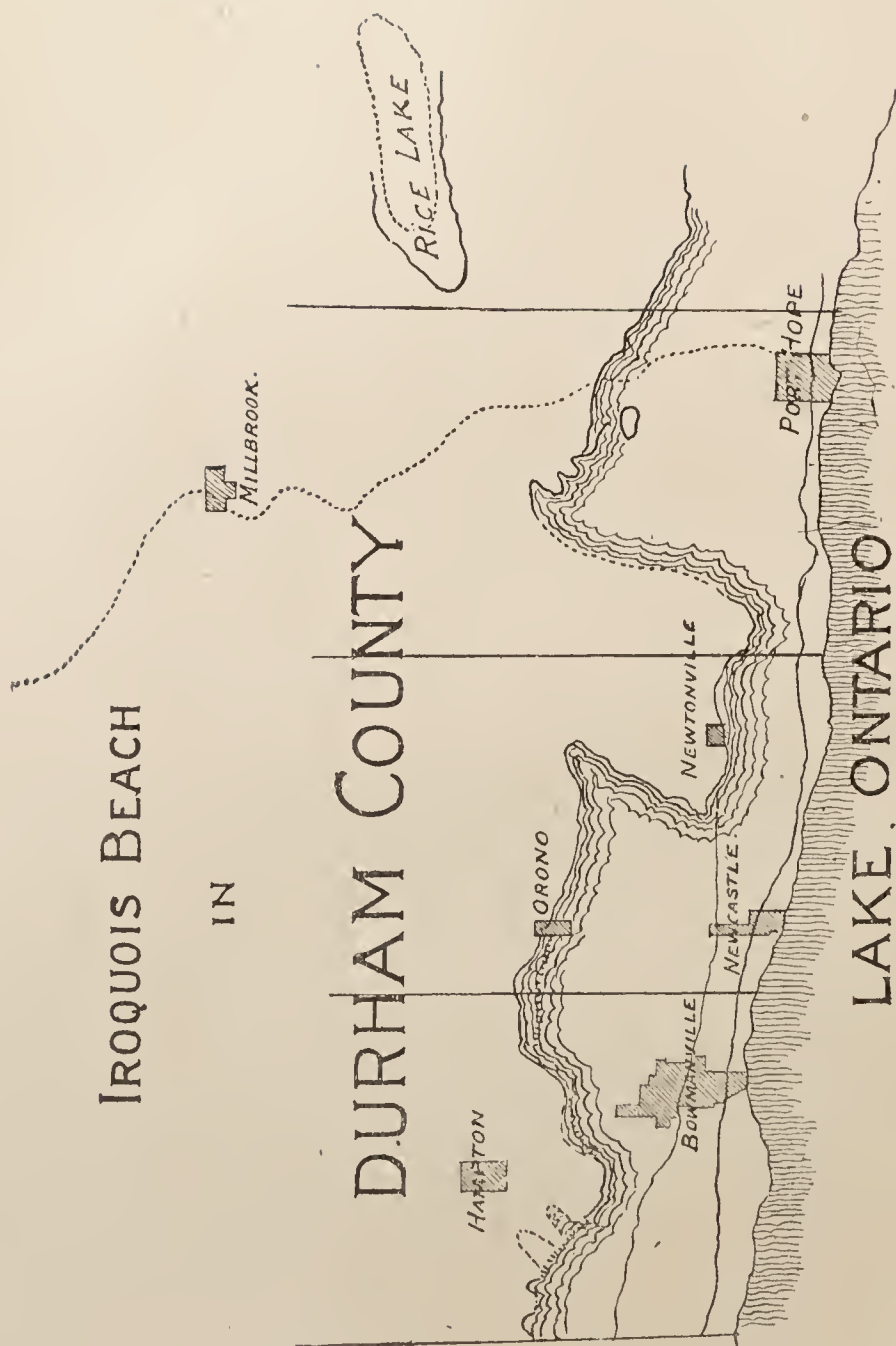 IROQUOIS BEACH
IN
DURHAM COUNTY
RICE LAKE
MILLBROOK.
HAMPTON
ORONO
NEWTONVILLE
PORT HOPE
NEWCASTLE
BOWMANVILLE
LAKE ONTARIO